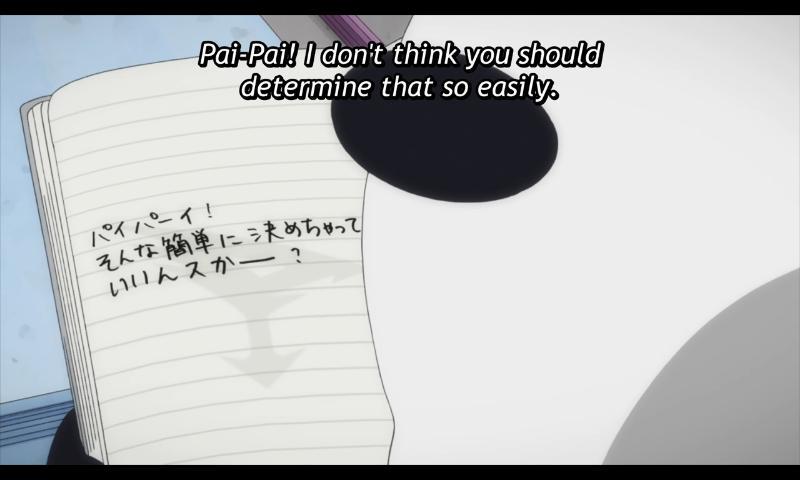 Pai-Pai! I don't think you should
determine that so easily.
パイパーイ!
そんな簡単に決めちゃって
いいんスかー?